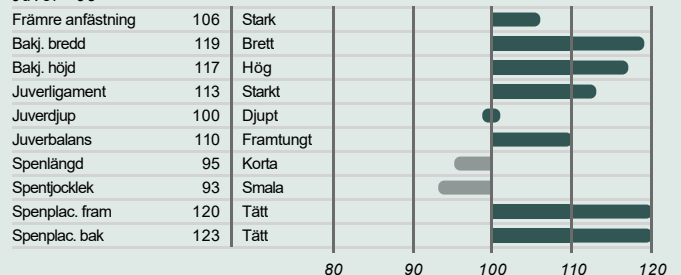 Främre anfästning 106 Stark
Bakj. bredd 119 Brett
Bakj. höjd 117 Hög
Juverligament 113 Starkt
Juverdjup 100 Djupt
Juverbalans 110 Framtungt
Spenlängd 95 Korta
Spentjocklek 93 Smala
Spenplac. fram 120 Tätt
Spenplac. bak 123 Tätt
80 90 100 110 120